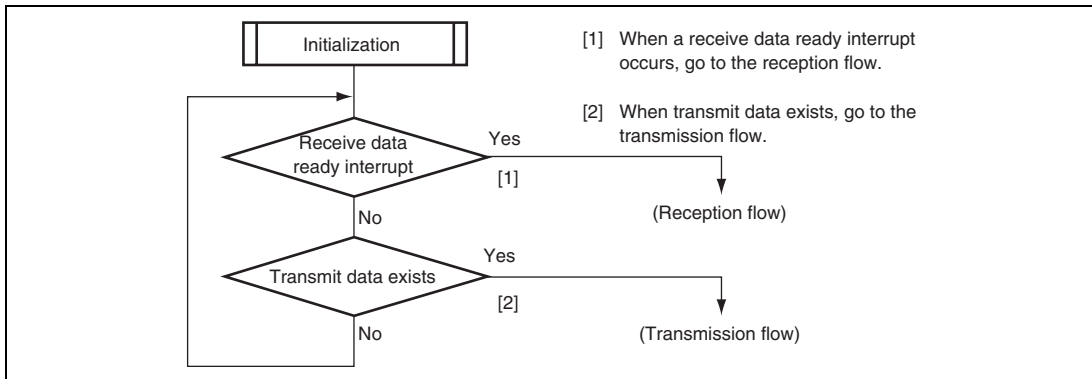 Initialization
[1] When a receive data ready interrupt
occurs, go to the reception flow.
[2] When transmit data exists, go to the
transmission flow.
Receive data
ready interrupt
Yes
[1]
(Reception flow)
No
Transmit data exists
Yes
[2]
(Transmission flow)
No